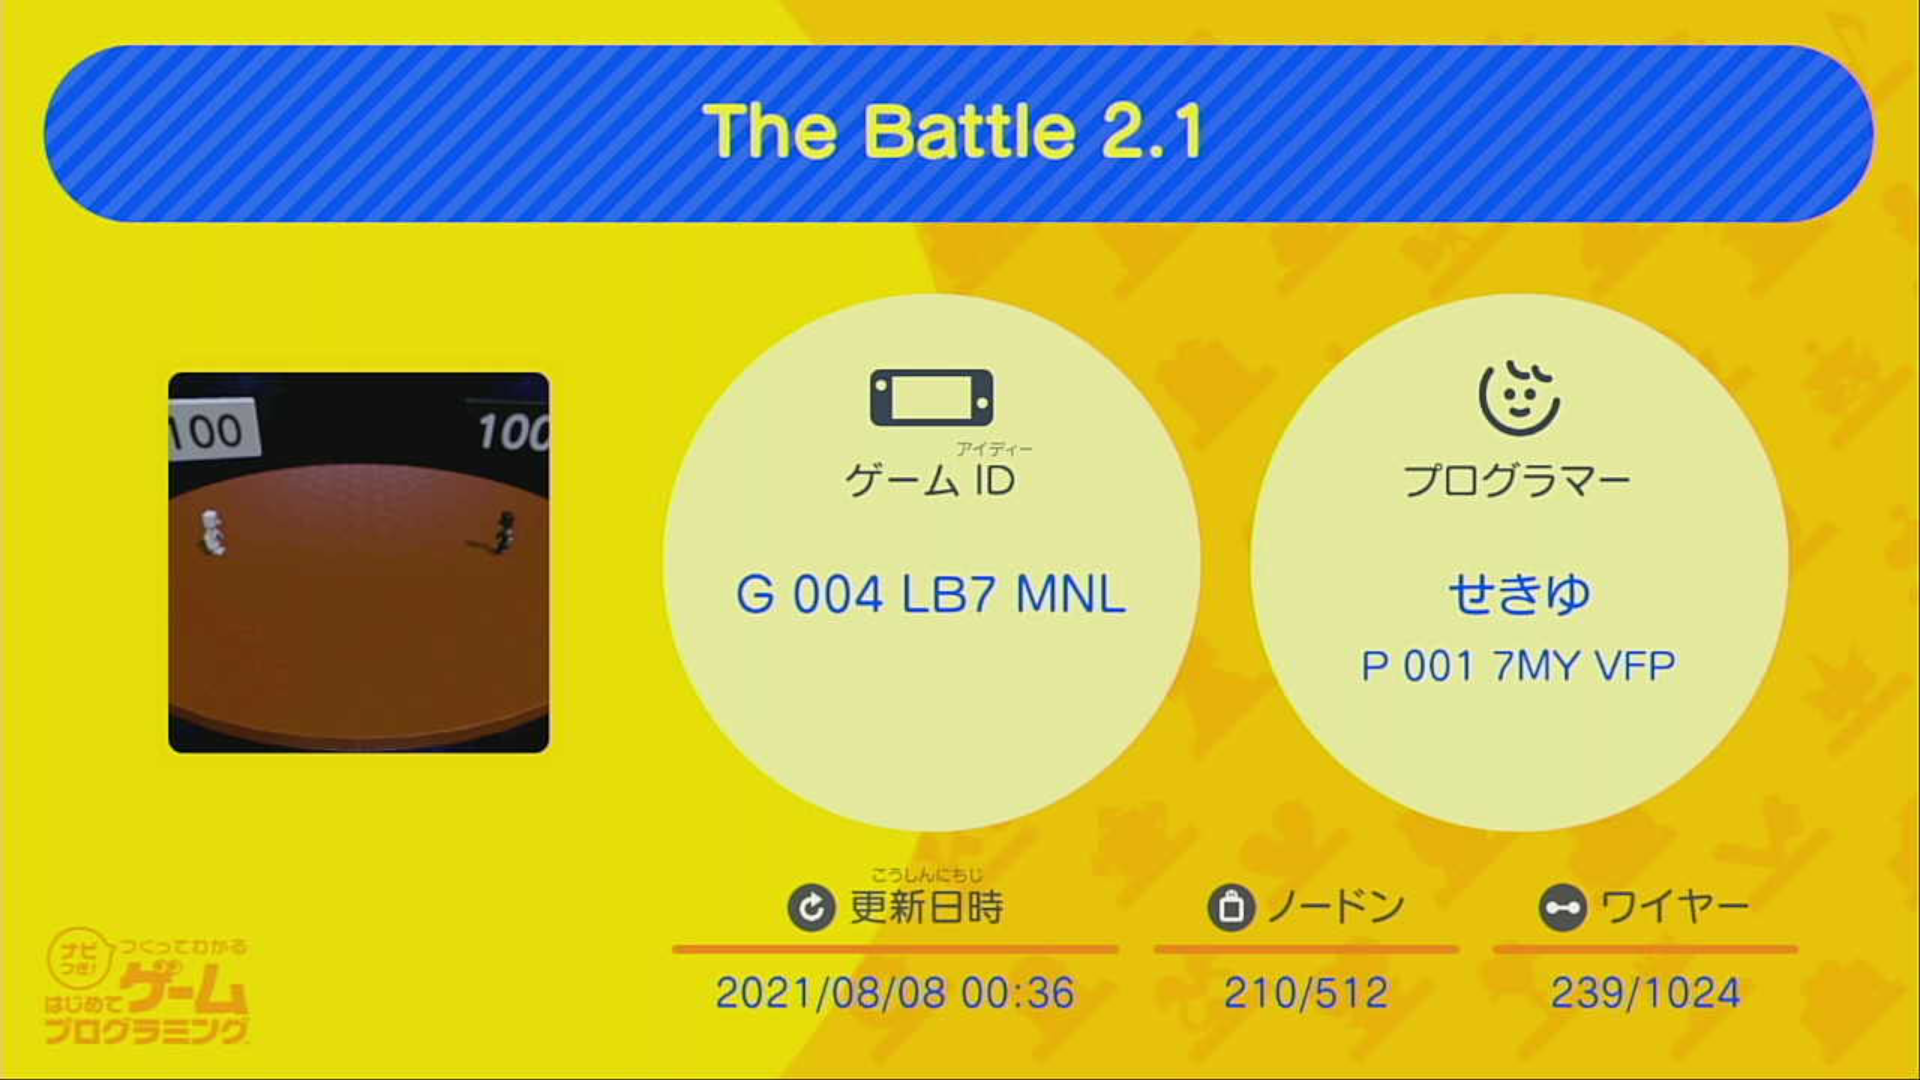 The Battle 2.1
100
100
アイディー
ゲーム ID
G 004 LB7 MNL
プログラマー
せきゆ
P 001 7MY VFP
こうしんにちじ
更新日時
2021/08/08 00:36
ノードン
210/512
ワイヤー
239/1024
ナビつき!
つくってわかる
はじめてゲーム
プログラミング